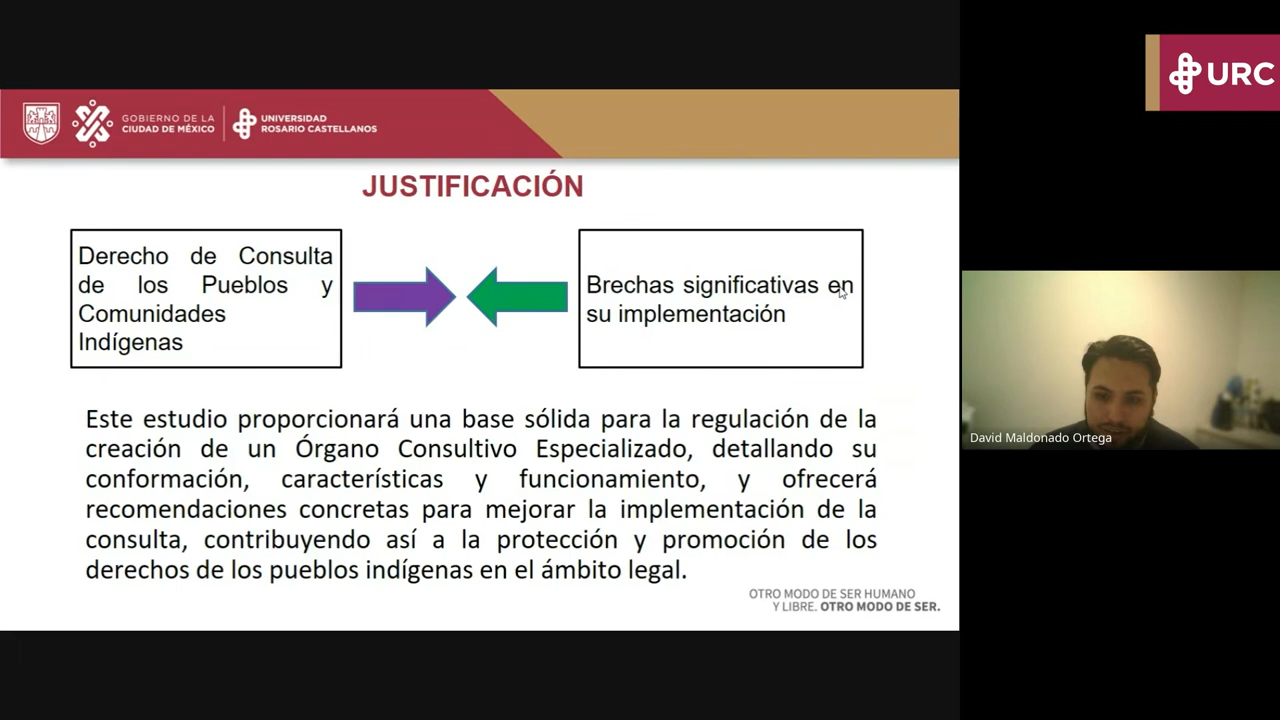 GOBIERNO DE LA
CIUDAD DE MÉXICO
UNIVERSIDAD
ROSARIO CASTELLANOS
URC
JUSTIFICACIÓN
Derecho de Consulta
de los Pueblos y
Comunidades
Indígenas
Brechas significativas en
su implementación
Este estudio proporcionará una base sólida para la regulación de la
creación de un Órgano Consultivo Especializado, detallando su
conformación, características y funcionamiento, y ofrecerá
recomendaciones concretas para mejorar la implementación de la
consulta, contribuyendo así a la protección y promoción de los
derechos de los pueblos indígenas en el ámbito legal.
OTRO MODO DE SER HUMANO
Y LIBRE. OTRO MODO DE SER.
David Maldonado Ortega